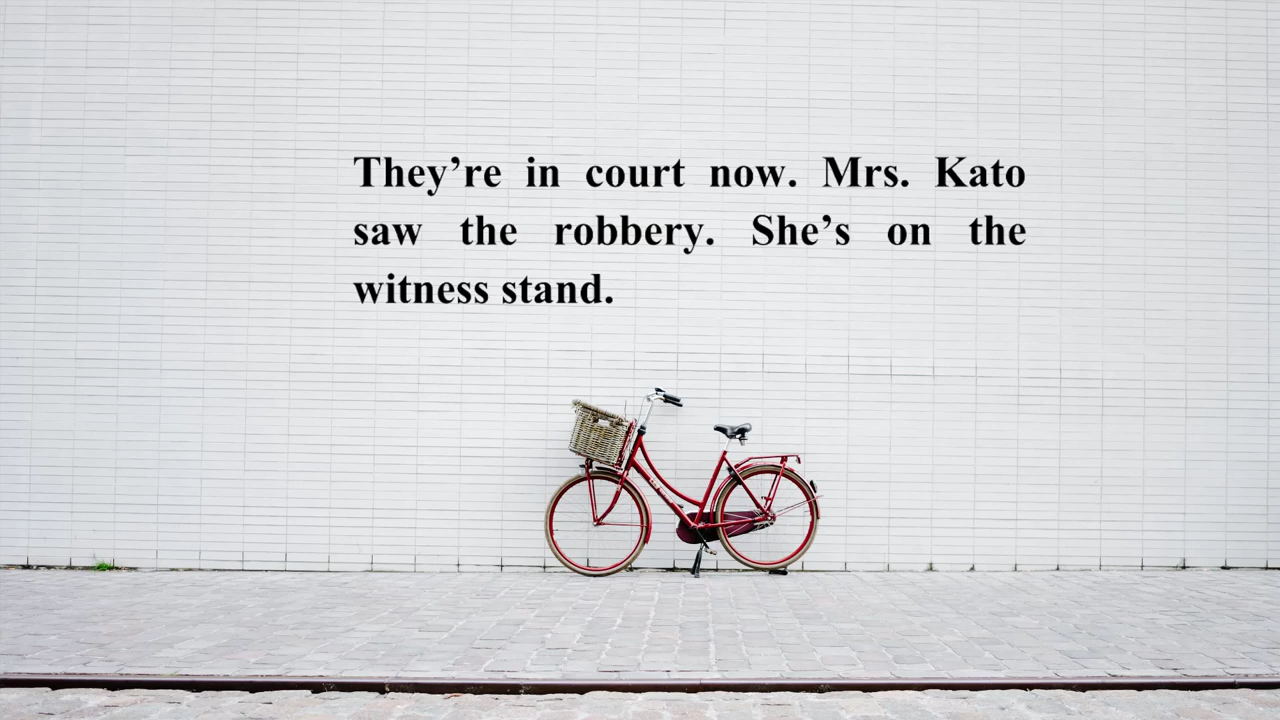 They’re in court now. Mrs. Kato
saw the robbery. She’s on the
witness stand.